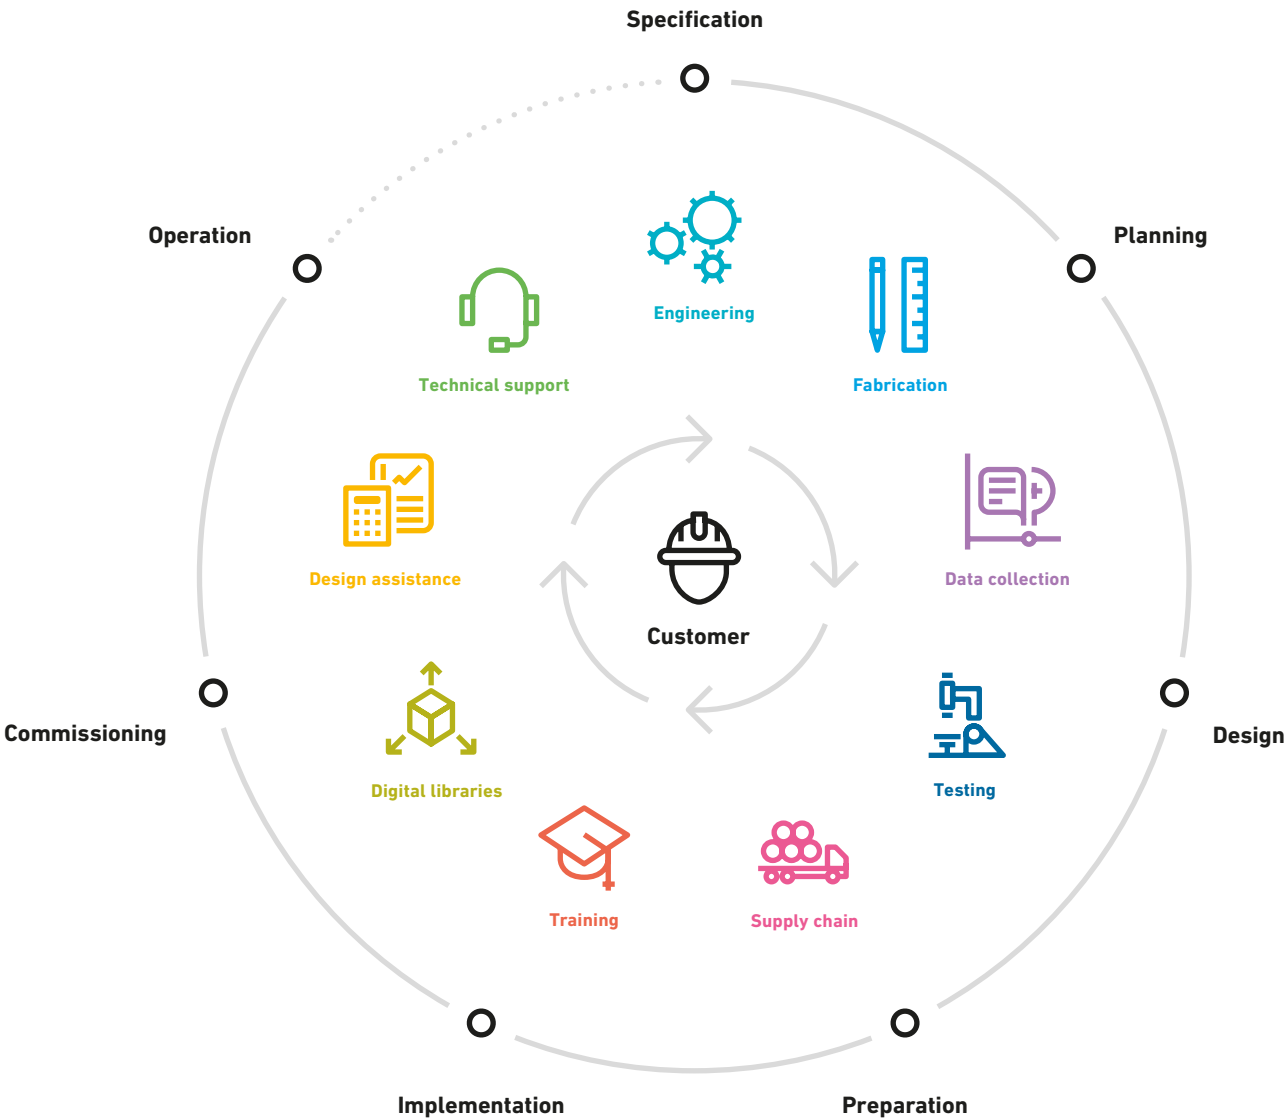 Specification
Operation
Planning
Engineering
Technical support
Fabrication
Design assistance
Data collection
Customer
Commissioning
Design
Digital libraries
Testing
Training
Supply chain
Implementation
Preparation